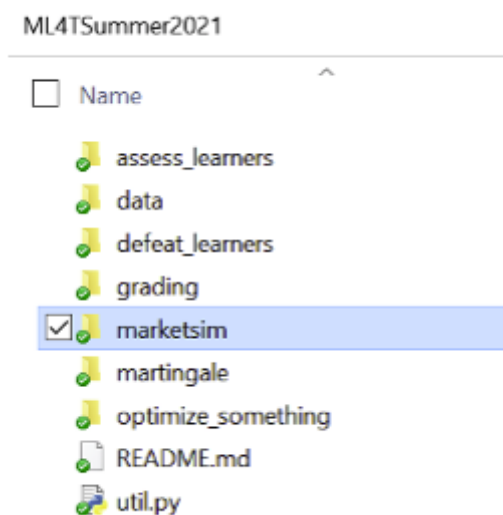 ML4TSummer2021
Name
assess_learners
data
defeat_learners
grading
marketsim
martingale
optimize_something
README.md
util.py